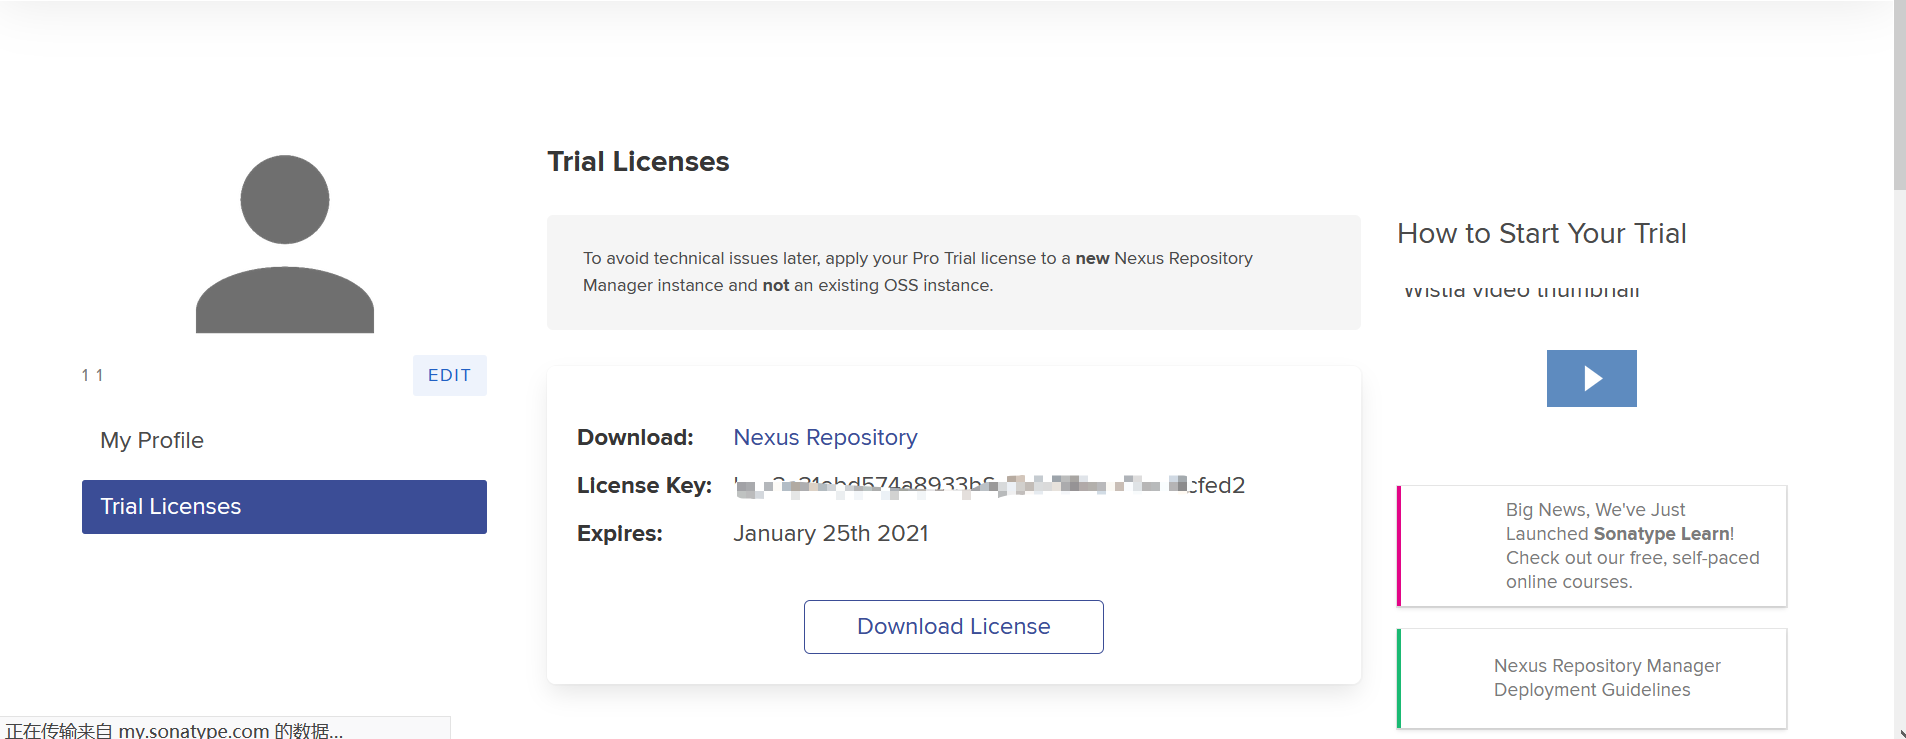 Trial Licenses
To avoid technical issues later, apply your Pro Trial license to a new Nexus Repository
Manager instance and not an existing OSS instance.
How to Start Your Trial
Wistia video thumbnail
1 1
EDIT
My Profile
Trial Licenses
Download: Nexus Repository
License Key: cfed2
Expires: January 25th 2021
Download License
Big News, We've Just
Launched Sonatype Learn!
Check out our free, self-paced
online courses.
Nexus Repository Manager
Deployment Guidelines
正在传输来自 my.sonatype.com 的数据...